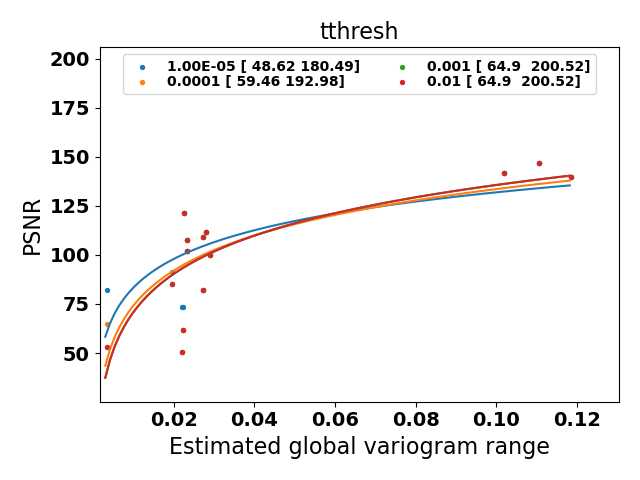 tthresh
1.00E-05 [ 48.62 180.49]
0.0001 [ 59.46 192.98]
0.001 [ 64.9  200.52]
0.01 [ 64.9  200.52]
200
175
150
125
100
75
50
PSNR
0.02 0.04 0.06 0.08 0.10 0.12
Estimated global variogram range